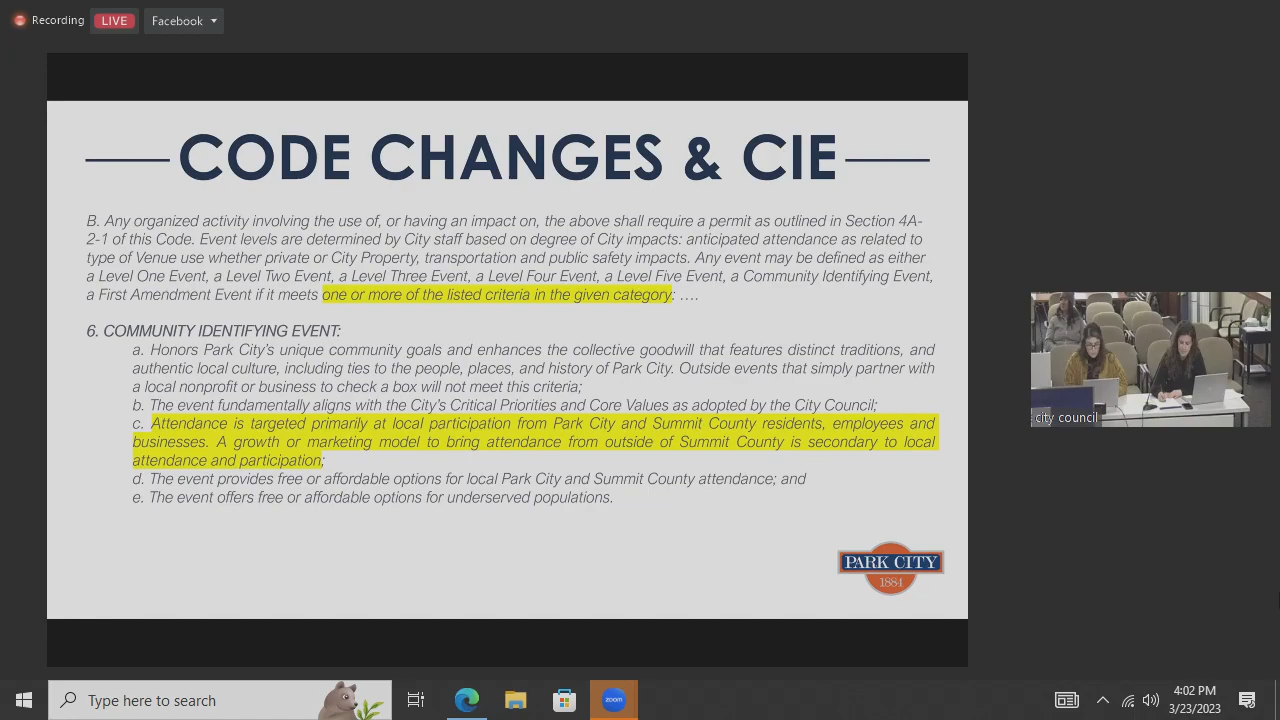 Recording LIVE Facebook
CODE CHANGES & CIE
B. Any organized activity involving the use of, or having an impact on, the above shall require a permit as outlined in Section 4A-
2-1 of this Code. Event levels are determined by City staff based on degree of City impacts: anticipated attendance as related to
type of Venue use whether private or City Property, transportation and public safety impacts. Any event may be defined as either
a Level One Event, a Level Two Event, a Level Three Event, a Level Four Event, a Level Five Event, a Community Identifying Event,
a First Amendment Event if it meets one or more of the listed criteria in the given category: ….
6. COMMUNITY IDENTIFYING EVENT:
a. Honors Park City's unique community goals and enhances the collective goodwill that features distinct traditions, and
authentic local culture, including ties to the people, places, and history of Park City. Outside events that simply partner with
a local nonprofit or business to check a box will not meet this criteria;
b. The event fundamentally aligns with the City's Critical Priorities and Core Values as adopted by the City Council;
c. Attendance is targeted primarily at local participation from Park City and Summit County residents, employees and
businesses. A growth or marketing model to bring attendance from outside of Summit County is secondary to local
attendance and participation;
d. The event provides free or affordable options for local Park City and Summit County attendance; and
e. The event offers free or affordable options for underserved populations.
PARK CITY
1884
city council
Type here to search
zoom
4:02 PM
3/23/2023